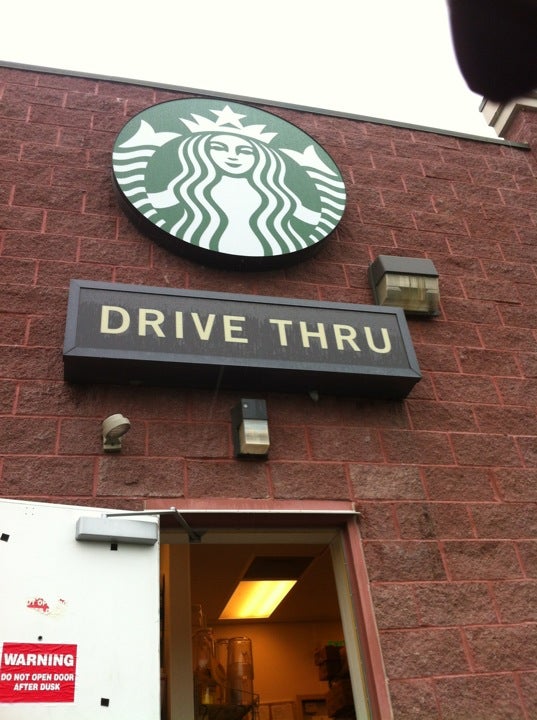 DRIVE THRU
WARNING
DO NOT OPEN DOOR
AFTER DUSK